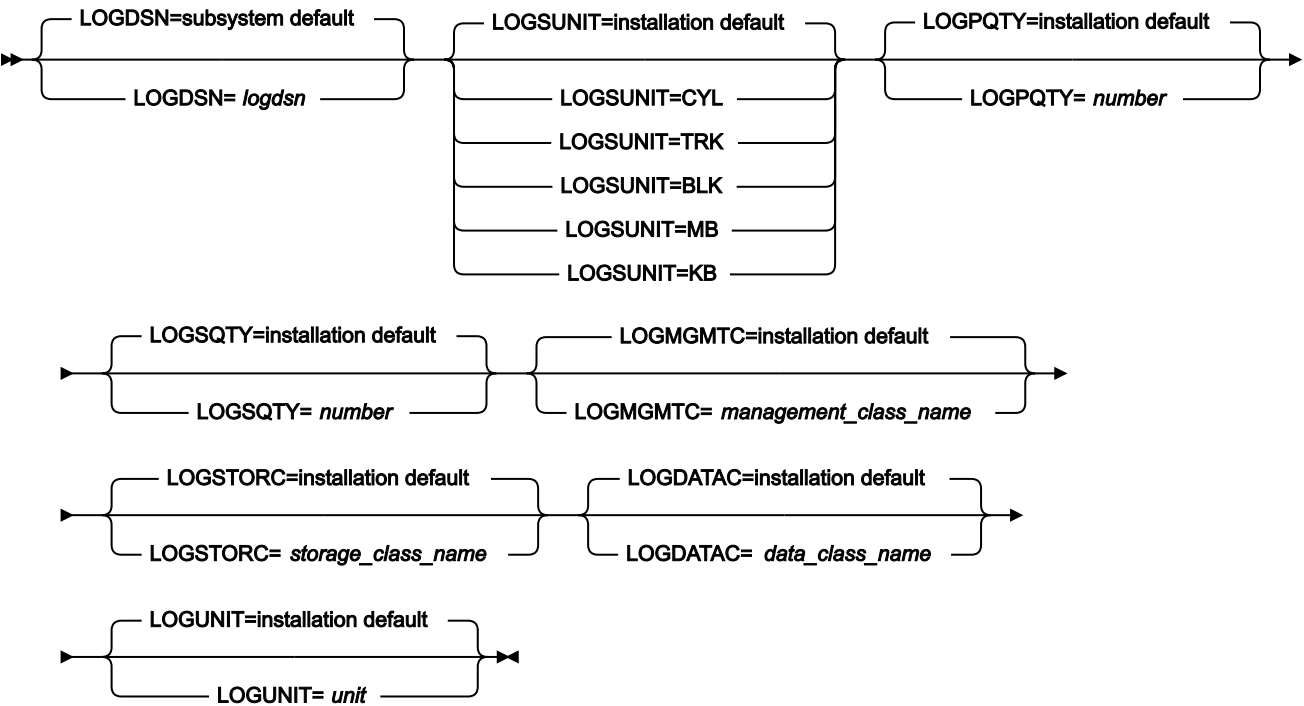 LOGDSN=subsystem default
LOGDSN= logdsn
LOGSUNIT=installation default
LOGSUNIT=CYL
LOGSUNIT=TRK
LOGSUNIT=BLK
LOGSUNIT=MB
LOGSUNIT=KB
LOGPQTY=installation default
LOGPQTY= number
LOGSQTY=installation default
LOGSQTY= number
LOGMGMTC=installation default
LOGMGMTC= management_class_name
LOGSTORC=installation default
LOGSTORC= storage_class_name
LOGDATAC=installation default
LOGDATAC= data_class_name
LOGUNIT=installation default
LOGUNIT= unit